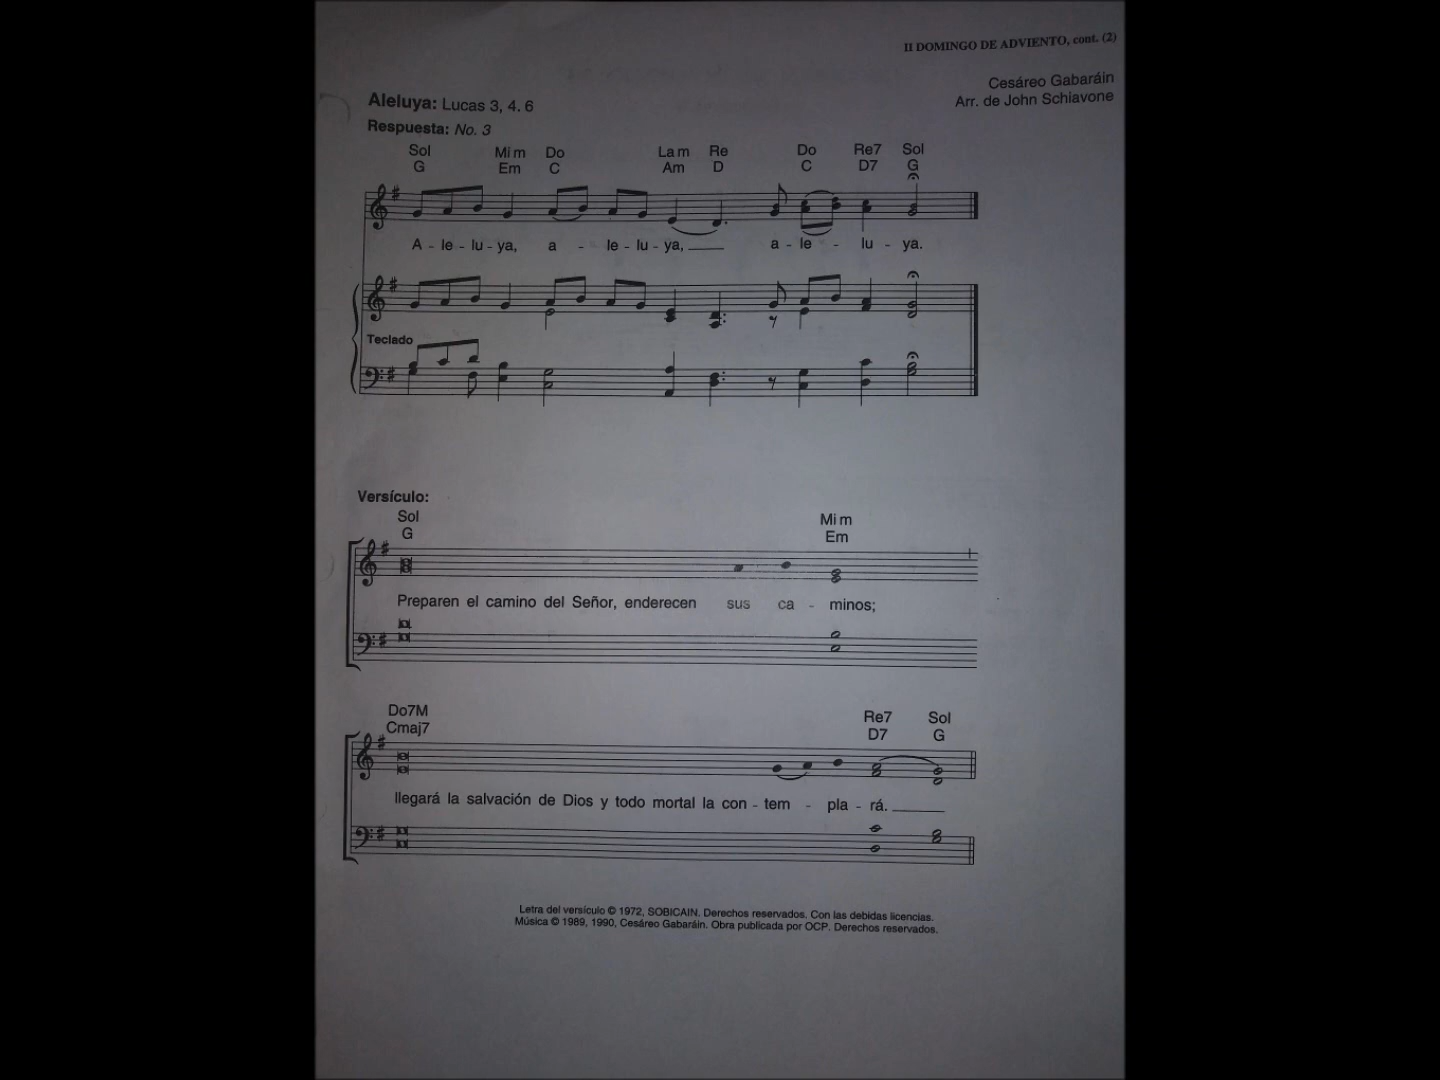 II DOMINGO DE ADVIENTO, cont. (2)
Cesáreo Gabaráin
Aleluya: Lucas 3, 4. 6
Arr. de John Schiavone
Respuesta: No. 3
Sol Mi m Do La m Re Do Re7 Sol
G Em C Am D C D7 G
A - le - lu - ya, a - le - lu - ya, a - le - lu - ya.
Teclado
Versículo:
Sol Mi m
G Em
Preparen el camino del Señor, enderecen sus ca - minos;
Do7M Re7 Sol
Cmaj7 D7 G
llegará la salvación de Dios y todo mortal la con - tem - pla - rá.
Letra del versículo © 1972, SOBICAIN. Derechos reservados. Con las debidas licencias.
Música © 1989, 1990, Cesáreo Gabaráin. Obra publicada por OCP. Derechos reservados.